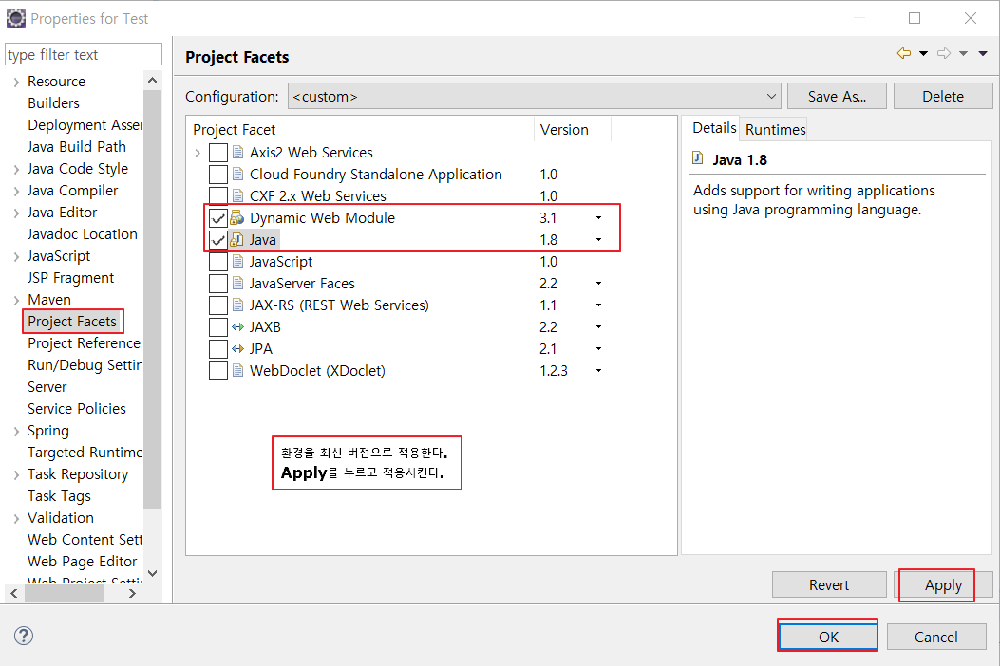 Properties for Test
type filter text
Resource
Builders
Deployment Asser
Java Build Path
Java Code Style
Java Compiler
Java Editor
Javadoc Location
JavaScript
JSP Fragment
Maven
Project Facets
Project References
Run/Debug Settin
Server
Service Policies
Spring
Targeted Runtime
Task Repository
Task Tags
Validation
Web Content Sett
Web Page Editor
Web Project Settin
Project Facets
Configuration: <custom> Save As... Delete
Project Facet Version
Axis2 Web Services
Cloud Foundry Standalone Application 1.0
CXF 2.x Web Services 1.0
Dynamic Web Module 3.1
Java 1.8
JavaScript 1.0
JavaServer Faces 2.2
JAX-RS (REST Web Services) 1.1
JAXB 2.2
JPA 2.1
WebDoclet (XDoclet) 1.2.3
환경을 최신 버전으로 적용한다.
Apply를 누르고 적용시킨다.
Details Runtimes
Java 1.8
Adds support for writing applications
using Java programming language.
Revert Apply
OK Cancel